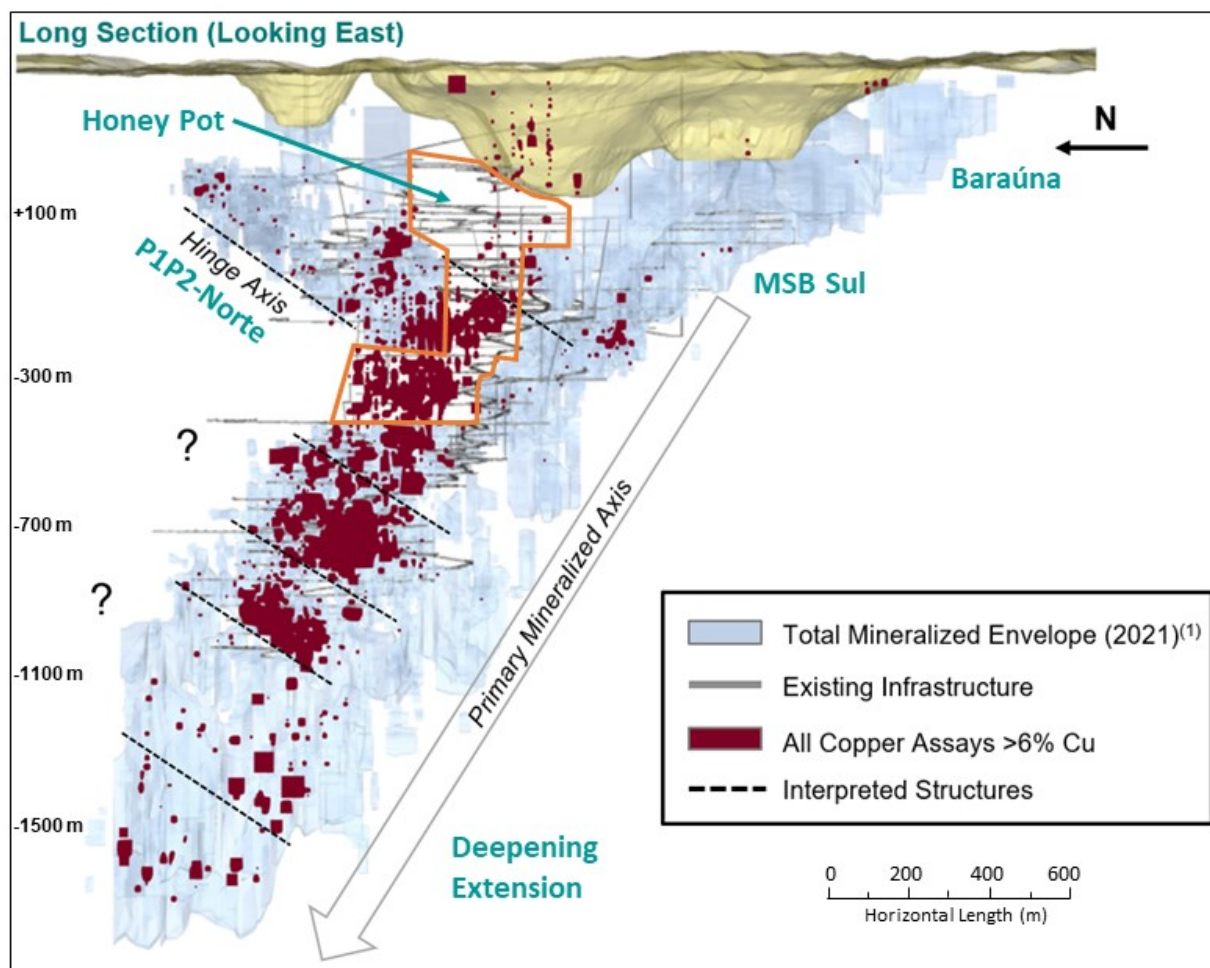 Long Section (Looking East)
Honey Pot
N
Baraúna
+100 m
Hinge Axis
P1P2-Norte
MSB Sul
-300 m
?
-700 m
Primary Mineralized Axis
?
Total Mineralized Envelope (2021)(1)
Existing Infrastructure
All Copper Assays >6% Cu
Interpreted Structures
-1100 m
-1500 m
Deepening
Extension
0 200 400 600
Horizontal Length (m)